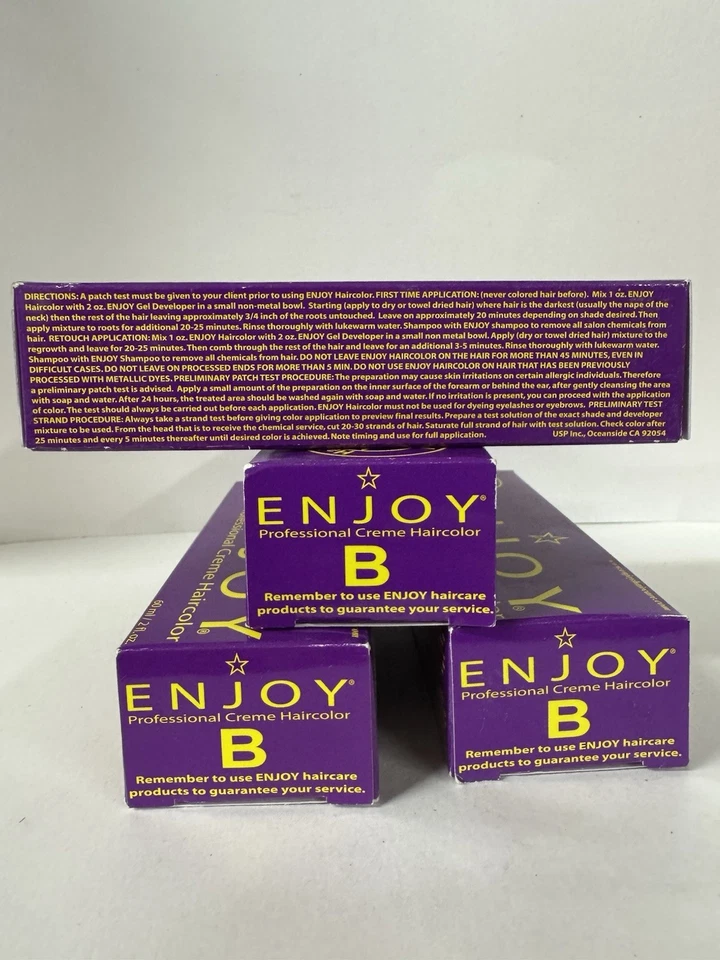 DIRECTIONS: A patch test must be given to your client prior to using ENJOY Haircolor. FIRST TIME APPLICATION: (never colored hair before). Mix 1 oz. ENJOY
Haircolor with 2 oz. ENJOY Gel Developer in a small non-metal bowl. Starting (apply to dry or towel dried hair) where hair is the darkest (usually the nape of the
neck) then the rest of the hair leaving approximately 3/4 inch of the roots untouched. Leave on approximately 20 minutes depending on shade desired. Then
apply mixture to roots for additional 20-25 minutes. Rinse thoroughly with lukewarm water. Shampoo with ENJOY shampoo to remove all salon chemicals from
hair. RETOUCH APPLICATION: Mix 1 oz. ENJOY Haircolor with 2 oz. ENJOY Gel Developer in a small non metal bowl. Apply (dry or towel dried hair) mixture to the
regrowth and leave for 20-25 minutes. Then comb through the rest of the hair and leave for an additional 3-5 minutes. Rinse thoroughly with lukewarm water.
Shampoo with ENJOY Shampoo to remove all chemicals from hair. DO NOT LEAVE ENJOY HAIRCOLOR ON THE HAIR FOR MORE THAN 45 MINUTES, EVEN IN
DIFFICULT CASES. DO NOT LEAVE ON PROCESSED ENDS FOR MORE THAN 5 MIN. DO NOT USE ENJOY HAIRCOLOR ON HAIR THAT HAS BEEN PREVIOUSLY
PROCESSED WITH METALLIC DYES. PRELIMINARY PATCH TEST PROCEDURE: The preparation may cause skin irritations on certain allergic individuals. Therefore
a preliminary patch test is advised. Apply a small amount of the preparation on the inner surface of the forearm or behind the ear, after gently cleansing the area
with soap and water. After 24 hours, the treated area should be washed again with soap and water. If no irritation is present, you can proceed with the application
of color. The test should always be carried out before each application. ENJOY Haircolor must not be used for dyeing eyelashes or eyebrows. PRELIMINARY TEST
STRAND PROCEDURE: Always take a strand test before giving color application to preview final results. Prepare a test solution of the exact shade and developer
mixture to be used. From the head that is to receive the chemical service, cut 20-30 strands of hair. Saturate full strand of hair with test solution. Check color after
25 minutes and every 5 minutes thereafter until desired color is achieved. Note timing and use for full application. USP Inc., Oceanside CA 92054
ENJOY®
Professional Creme Haircolor
B
Remember to use ENJOY haircare
products to guarantee your service.
Creme Haircolor
60 ml / 2 fl. oz.
OY®
JOY
ENJOY®
Professional Creme Haircolor
B
Remember to use ENJOY haircare
products to guarantee your service.
ENJOY®
Professional Creme Haircolor
B
Remember to use ENJOY haircare
products to guarantee your service.